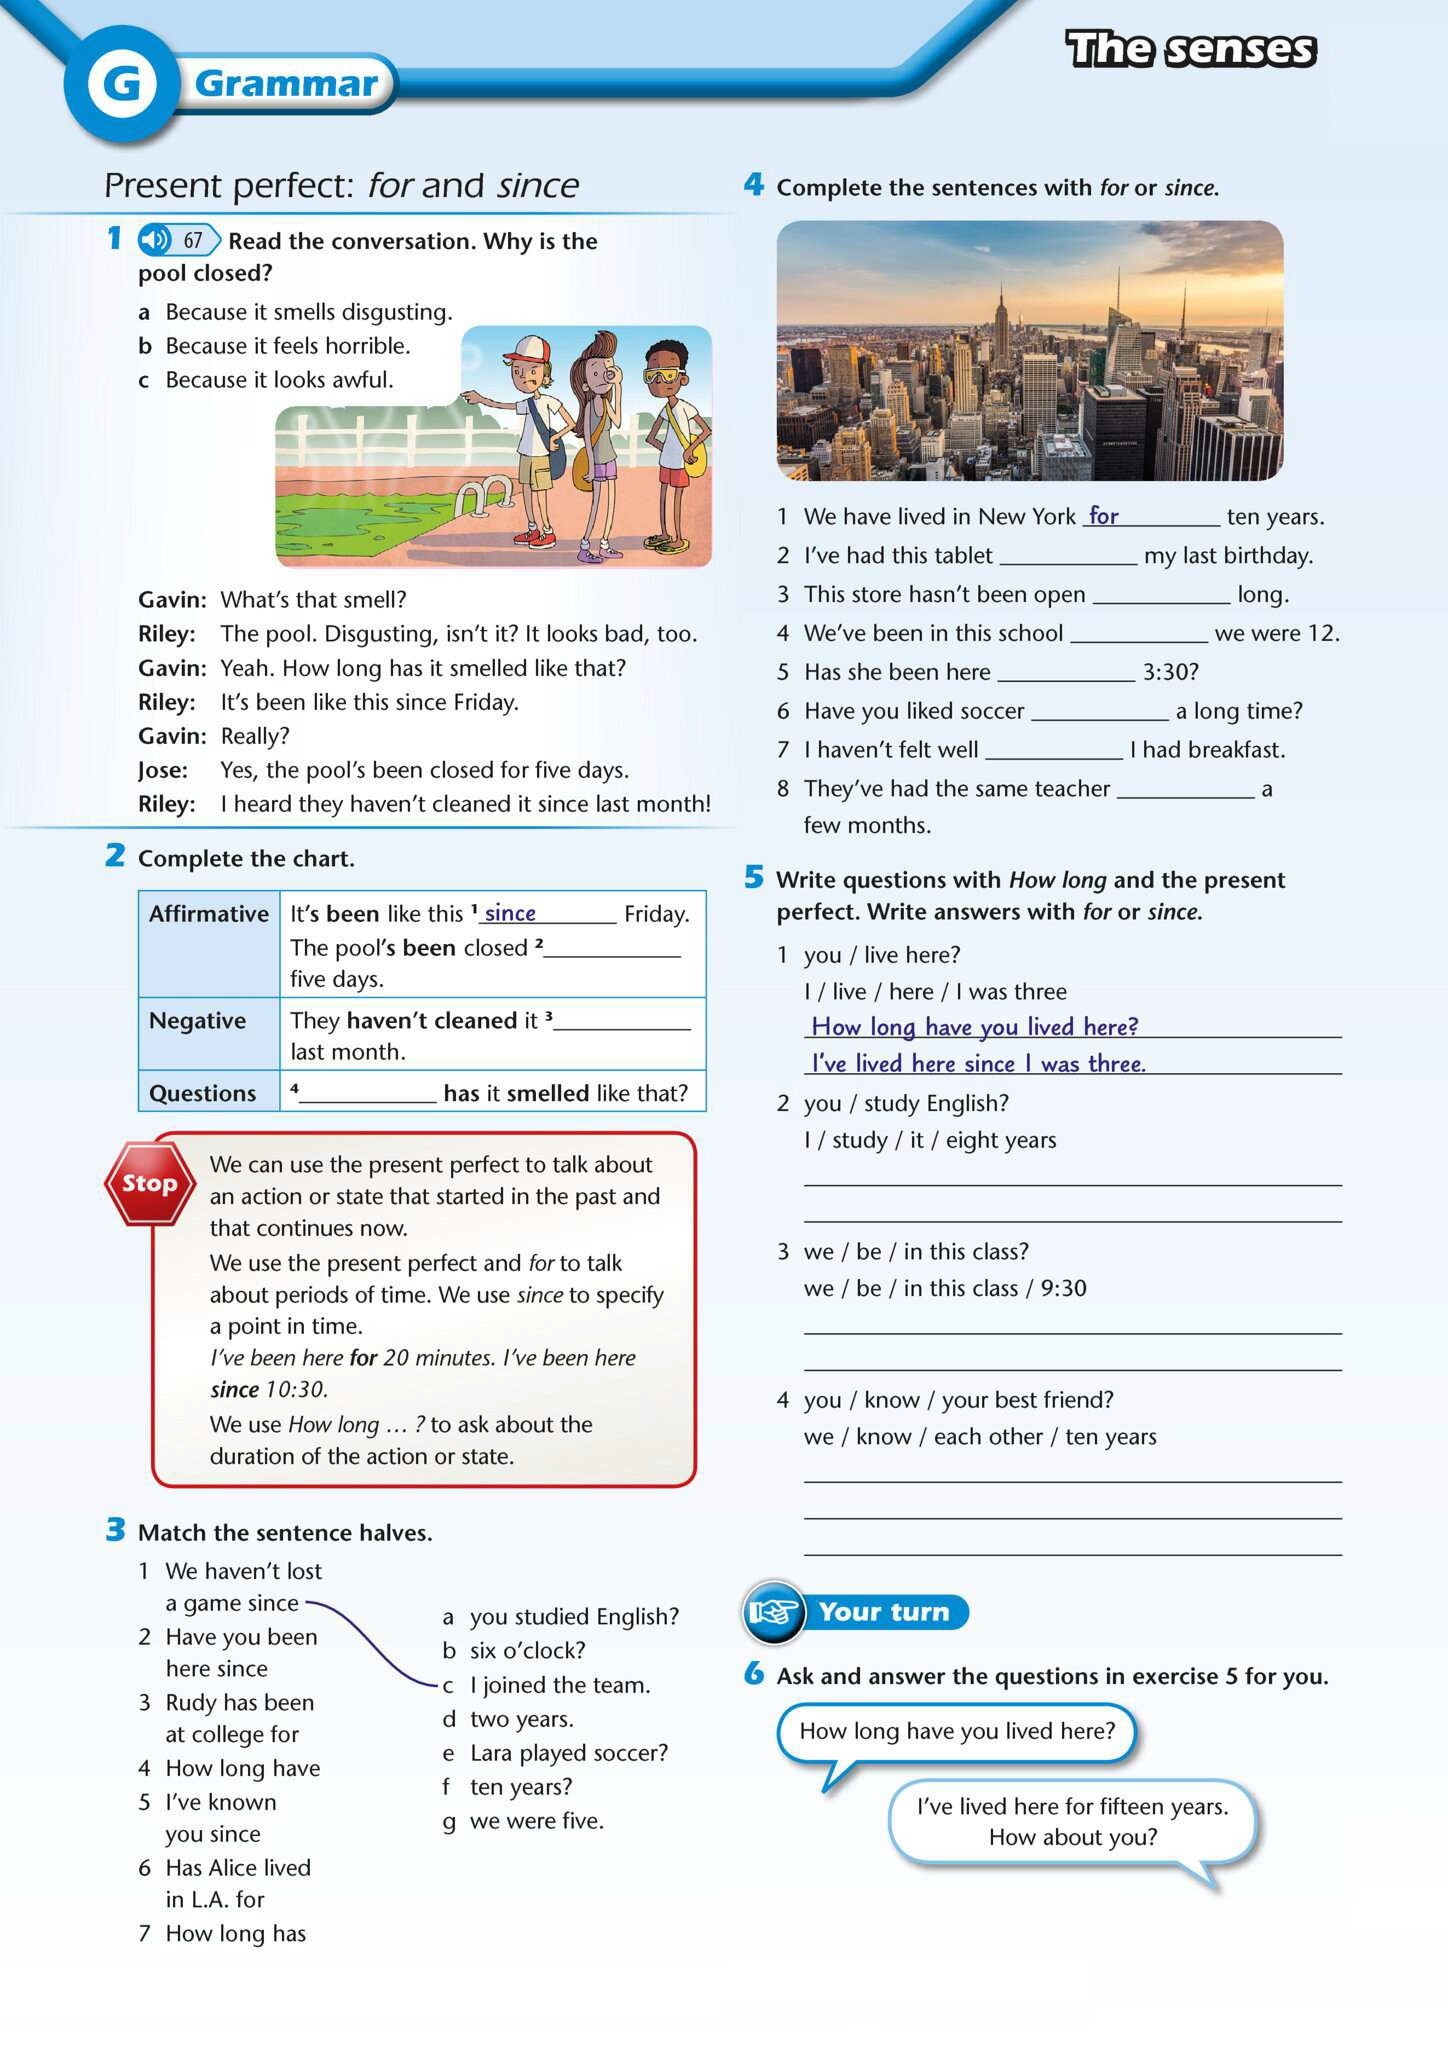 G Grammar
The senses
Present perfect: for and since
1 67 Read the conversation. Why is the
pool closed?
a Because it smells disgusting.
b Because it feels horrible.
c Because it looks awful.
Gavin: What's that smell?
Riley: The pool. Disgusting, isn't it? It looks bad, too.
Gavin: Yeah. How long has it smelled like that?
Riley: It's been like this since Friday.
Gavin: Really?
Jose: Yes, the pool's been closed for five days.
Riley: I heard they haven't cleaned it since last month!
2 Complete the chart.
Affirmative It's been like this 1 since Friday.
The pool's been closed 2____________
five days.
Negative They haven't cleaned it 3____________
last month.
Questions 4____________ has it smelled like that?
Stop
We can use the present perfect to talk about
an action or state that started in the past and
that continues now.
We use the present perfect and for to talk
about periods of time. We use since to specify
a point in time.
I've been here for 20 minutes. I've been here
since 10:30.
We use How long … ? to ask about the
duration of the action or state.
3 Match the sentence halves.
1 We haven't lost
a game since
2 Have you been
here since
3 Rudy has been
at college for
4 How long have
5 I've known
you since
6 Has Alice lived
in L.A. for
7 How long has
a you studied English?
b six o'clock?
c I joined the team.
d two years.
e Lara played soccer?
f ten years?
g we were five.
4 Complete the sentences with for or since.
1 We have lived in New York for ten years.
2 I've had this tablet ____________ my last birthday.
3 This store hasn't been open ____________ long.
4 We've been in this school ____________ we were 12.
5 Has she been here ____________ 3:30?
6 Have you liked soccer ____________ a long time?
7 I haven't felt well ____________ I had breakfast.
8 They've had the same teacher ____________ a
few months.
5 Write questions with How long and the present
perfect. Write answers with for or since.
1 you / live here?
I / live / here / I was three
How long have you lived here?
I've lived here since I was three.
2 you / study English?
I / study / it / eight years
3 we / be / in this class?
we / be / in this class / 9:30
4 you / know / your best friend?
we / know / each other / ten years
Your turn
6 Ask and answer the questions in exercise 5 for you.
How long have you lived here?
I've lived here for fifteen years.
How about you?